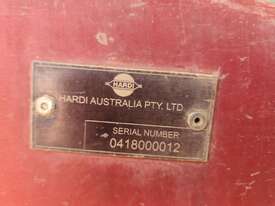 HARDI
HARDI AUSTRALIA PTY. LTD
SERIAL NUMBER
0418000012